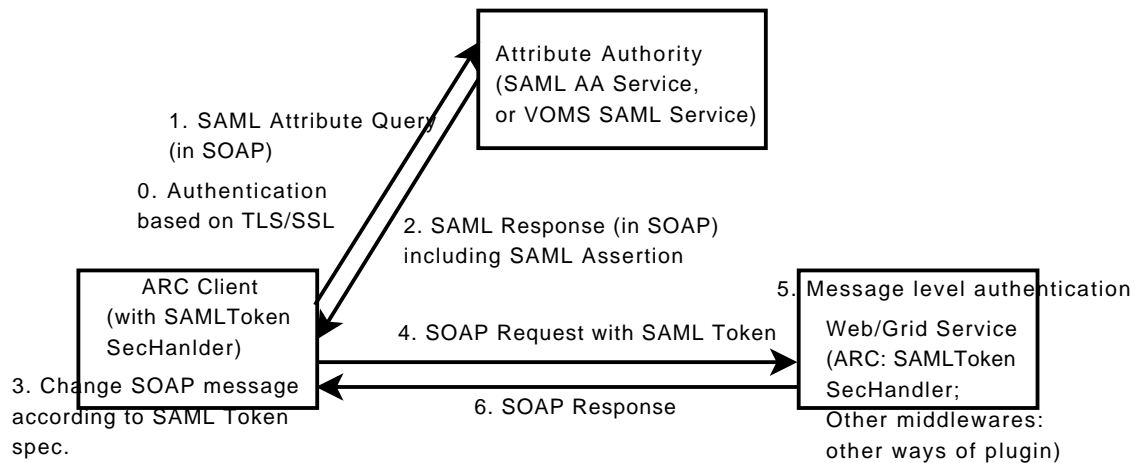 Attribute Authority
(SAML AA Service,
or VOMS SAML Service)
1. SAML Attribute Query
(in SOAP)
0. Authentication
based on TLS/SSL
2. SAML Response (in SOAP)
including SAML Assertion
ARC Client
(with SAMLToken
SecHanlder)
3. Change SOAP message
according to SAML Token
spec.
4. SOAP Request with SAML Token
6. SOAP Response
5. Message level authentication
Web/Grid Service
(ARC: SAMLToken
SecHandler;
Other middlewares:
other ways of plugin)